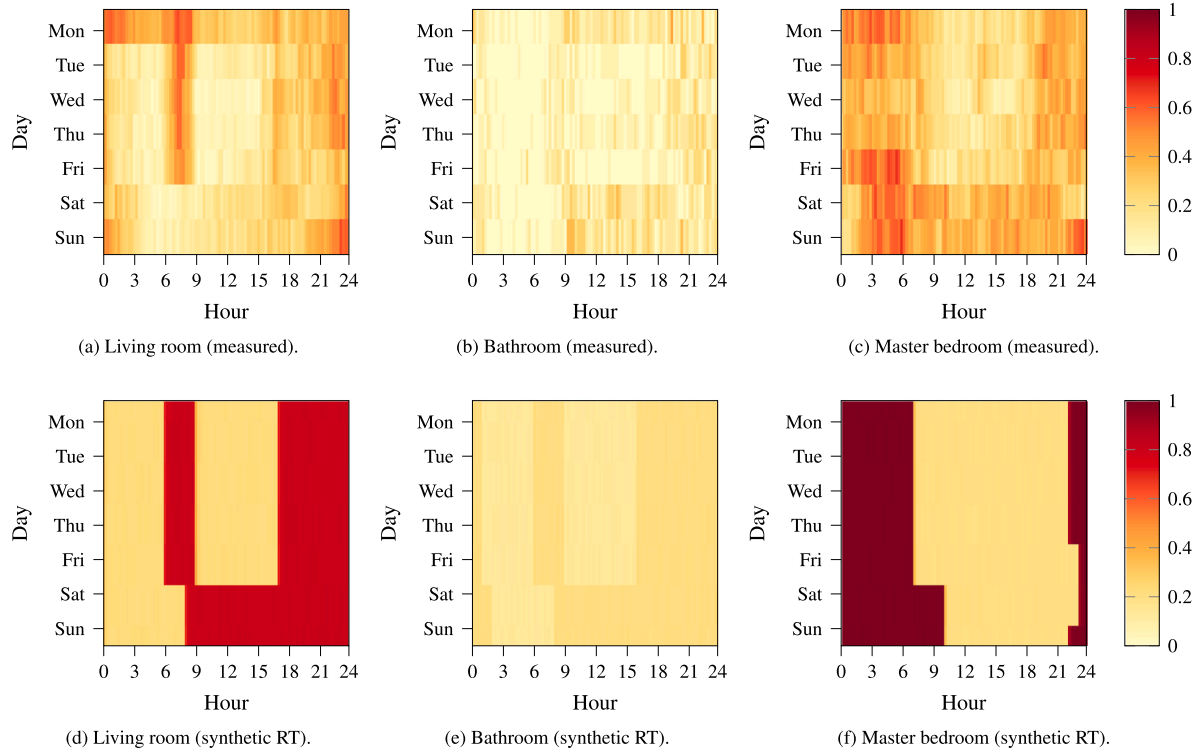 Mon
Tue
Wed
Thu
Fri
Sat
Sun
Day
0 3 6 9 12 15 18 21 24
Hour
(a) Living room (measured).
Mon
Tue
Wed
Thu
Fri
Sat
Sun
Day
0 3 6 9 12 15 18 21 24
Hour
(b) Bathroom (measured).
Mon
Tue
Wed
Thu
Fri
Sat
Sun
Day
0 3 6 9 12 15 18 21 24
Hour
(c) Master bedroom (measured).
1
0.8
0.6
0.4
0.2
0
Mon
Tue
Wed
Thu
Fri
Sat
Sun
Day
0 3 6 9 12 15 18 21 24
Hour
(d) Living room (synthetic RT).
Mon
Tue
Wed
Thu
Fri
Sat
Sun
Day
0 3 6 9 12 15 18 21 24
Hour
(e) Bathroom (synthetic RT).
Mon
Tue
Wed
Thu
Fri
Sat
Sun
Day
0 3 6 9 12 15 18 21 24
Hour
(f) Master bedroom (synthetic RT).
1
0.8
0.6
0.4
0.2
0